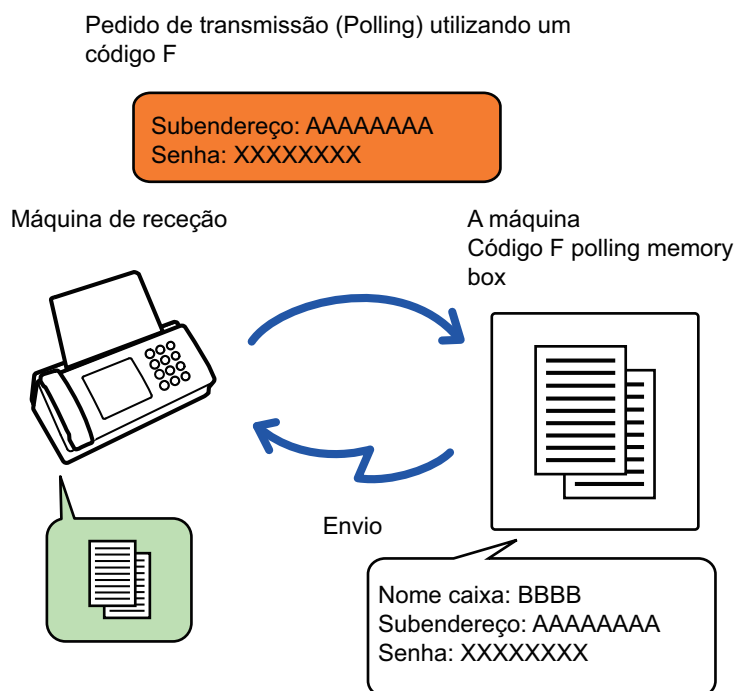 Pedido de transmissão (Polling) utilizando um
código F
Subendereço: AAAAAAAA
Senha: XXXXXXXX
Máquina de receção
A máquina
Código F polling memory
box
Envio
Nome caixa: BBBB
Subendereço: AAAAAAAA
Senha: XXXXXXXX